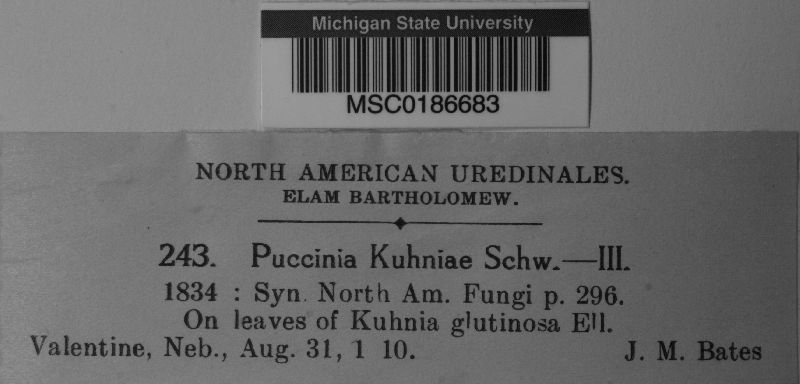 Michigan State University
MSC0186683
NORTH AMERICAN UREDINALES.
ELAM BARTHOLOMEW.
243. Puccinia Kuhniae Schw.—III.
1834 : Syn. North Am. Fungi p. 296.
On leaves of Kuhnia glutinosa Ell.
Valentine, Neb., Aug. 31, 1 10. J. M. Bates